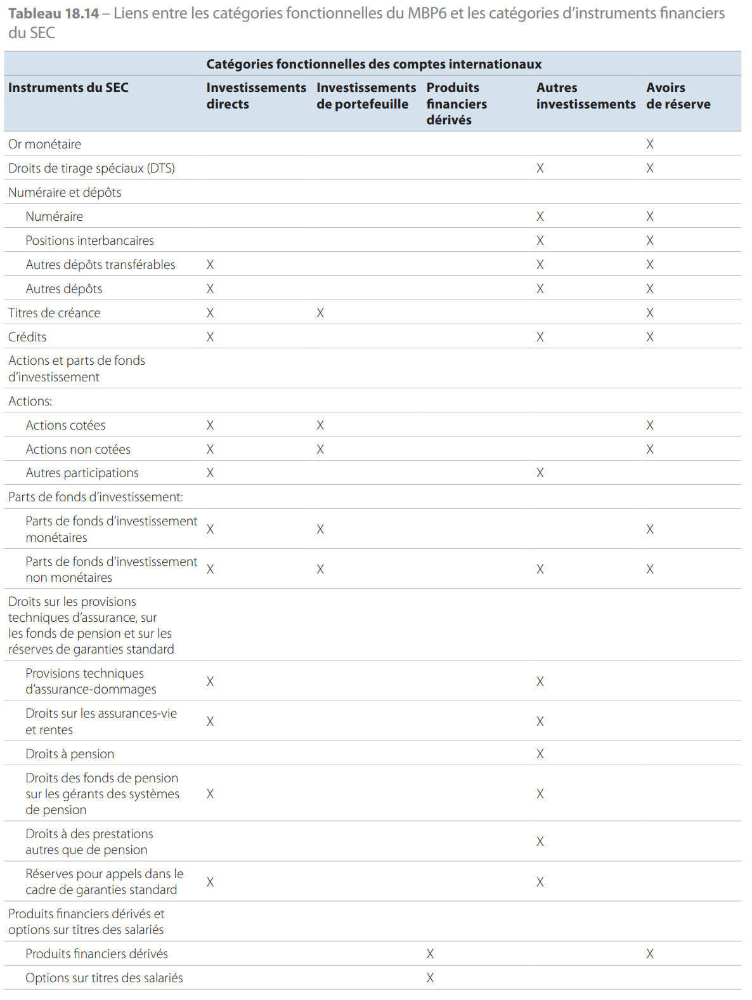 Tableau 18.14 – Liens entre les catégories fonctionnelles du MBP6 et les catégories d’instruments financiers
du SEC
Catégories fonctionnelles des comptes internationaux
Instruments du SEC Investissements directs Investissements de portefeuille Produits financiers dérivés Autres investissements Avoirs de réserve
Or monétaire X
Droits de tirage spéciaux (DTS) X X
Numéraire et dépôts
Numéraire X X
Positions interbancaires X X
Autres dépôts transférables X X X
Autres dépôts X X X
Titres de créance X X X
Crédits X X X
Actions et parts de fonds
d’investissement
Actions:
Actions cotées X X X
Actions non cotées X X X
Autres participations X X
Parts de fonds d’investissement:
Parts de fonds d’investissement
monétaires X X X
Parts de fonds d’investissement
non monétaires X X X X
Droits sur les provisions
techniques d’assurance, sur
les fonds de pension et sur les
réserves de garanties standard
Provisions techniques
d’assurance-dommages X X
Droits sur les assurances-vie
et rentes X X
Droits à pension X
Droits des fonds de pension
sur les gérants des systèmes X X
de pension
Droits à des prestations
autres que de pension X
Réserves pour appels dans le
cadre de garanties standard X X
Produits financiers dérivés et
options sur titres des salariés
Produits financiers dérivés X X
Options sur titres des salariés X